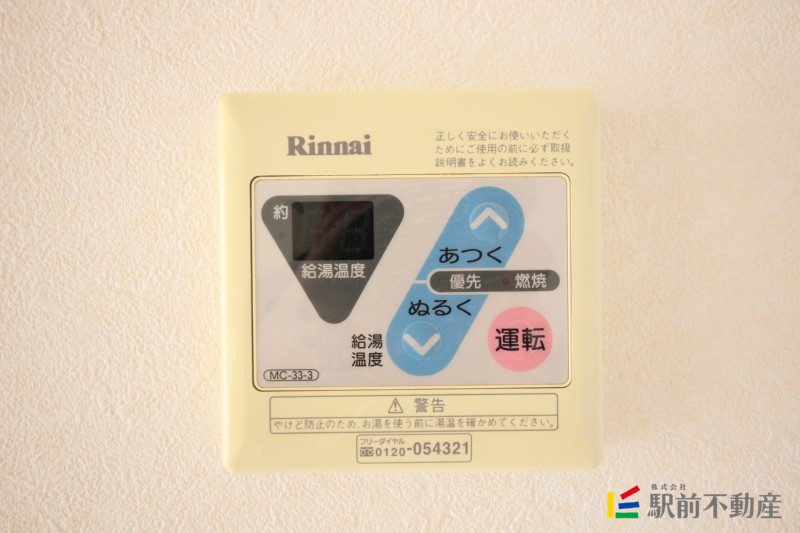 Rinnai
正しく安全にお使いいただく
ためにご使用の前に必ず取扱
説明書をよくお読みください。
約
給湯温度
あつく
優先 燃焼
ぬるく
給湯
温度
運転
MC-33-3
⚠ 警告
やけど防止のため、お湯を使う前に湯温を確かめてください。
フリーダイヤル
0120-054321
株式会社
駅前不動産